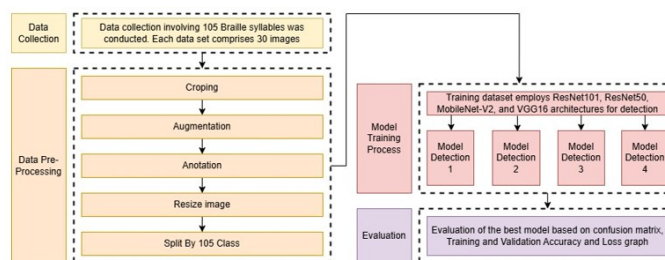 Data
Collection
Data collection involving 105 Braille syllables was
conducted. Each data set comprises 30 images
Data Pre-
Processing
Croping
Augmentation
Anotation
Resize image
Split By 105 Class
Model
Training
Process
Training dataset employs ResNet101, ResNet50,
MobileNet-V2, and VGG16 architectures for detection
Model
Detection
1
Model
Detection
2
Model
Detection
3
Model
Detection
4
Evaluation
Evaluation of the best model based on confusion matrix,
Training and Validation Accuracy and Loss graph